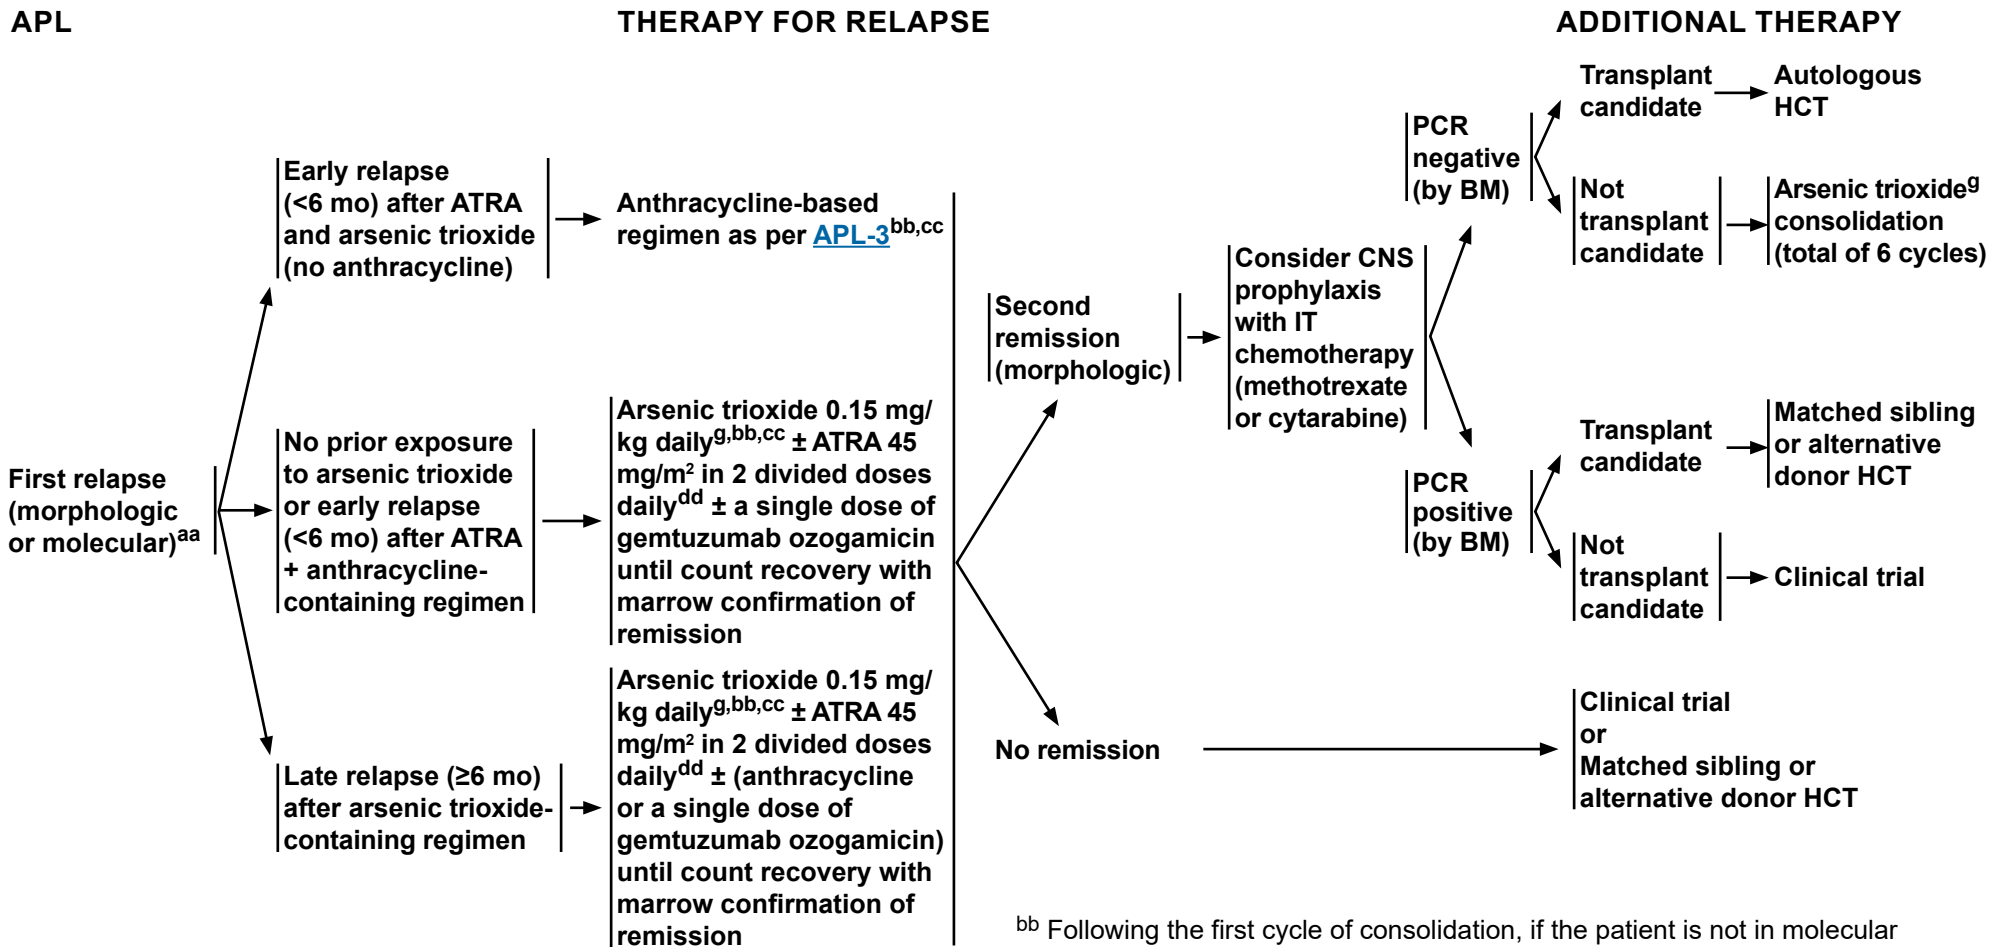 APL
THERAPY FOR RELAPSE
ADDITIONAL THERAPY
First relapse
(morphologic
or molecular)aa
Early relapse
(<6 mo) after ATRA
and arsenic trioxide
(no anthracycline)
Anthracycline-based
regimen as per APL-3bb,cc
No prior exposure
to arsenic trioxide
or early relapse
(<6 mo) after ATRA
+ anthracycline-
containing regimen
Arsenic trioxide 0.15 mg/
kg dailyg,bb,cc ± ATRA 45
mg/m² in 2 divided doses
dailydd ± a single dose of
gemtuzumab ozogamicin
until count recovery with
marrow confirmation of
remission
Late relapse (≥6 mo)
after arsenic trioxide-
containing regimen
Arsenic trioxide 0.15 mg/
kg dailyg,bb,cc ± ATRA 45
mg/m² in 2 divided doses
dailydd ± (anthracycline
or a single dose of
gemtuzumab ozogamicin)
until count recovery with
marrow confirmation of
remission
Second
remission
(morphologic)
Consider CNS
prophylaxis
with IT
chemotherapy
(methotrexate
or cytarabine)
PCR
negative
(by BM)
Transplant
candidate
Autologous
HCT
Not
transplant
candidate
Arsenic trioxideg
consolidation
(total of 6 cycles)
PCR
positive
(by BM)
Transplant
candidate
Matched sibling
or alternative
donor HCT
Not
transplant
candidate
Clinical trial
No remission
Clinical trial
or
Matched sibling or
alternative donor HCT
bb Following the first cycle of consolidation, if the patient is not in molecular